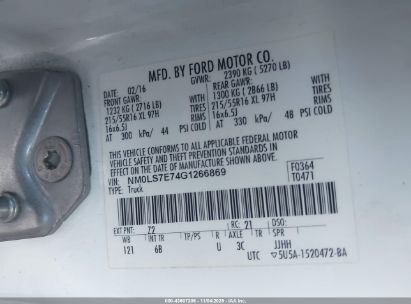 MFD. BY FORD MOTOR CO.
DATE: 02/16 GVWR: 2390 KG ( 5270 LB)
FRONT GAWR: REAR GAWR:
1232 KG ( 2716 LB) 1300 KG ( 2866 LB)
215/55R16 XL 97H TIRES 215/55R16 XL 97H TIRES
16x6.5J RIMS 16x6.5J RIMS
AT 300 kPa/ 44 PSI COLD AT 330 kPa/ 48 PSI COLD
THIS VEHICLE CONFORMS TO ALL APPLICABLE FEDERAL MOTOR
VEHICLE SAFETY AND THEFT PREVENTION STANDARDS IN
EFFECT ON THE DATE OF MANUFACTURE SHOWN ABOVE.
VIN: NM0LS7E74G1266869 F0364
TYPE: Truck T0471
EXT PNT: Z2 RC: 21 DSO:
WB INT TR TP/PS R AXLE TR SPR
121 6B U 3C JJHH
UTC ▽5U5A-1520472-BA